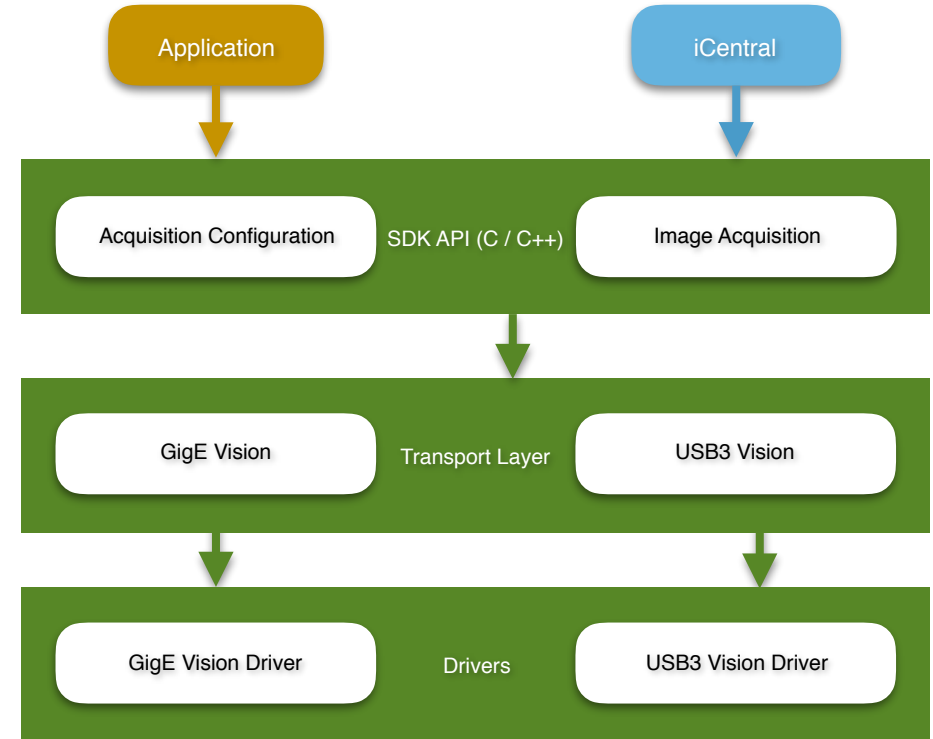 Application
iCentral
Acquisition Configuration
SDK API (C / C++)
Image Acquisition
GigE Vision
Transport Layer
USB3 Vision
GigE Vision Driver
Drivers
USB3 Vision Driver